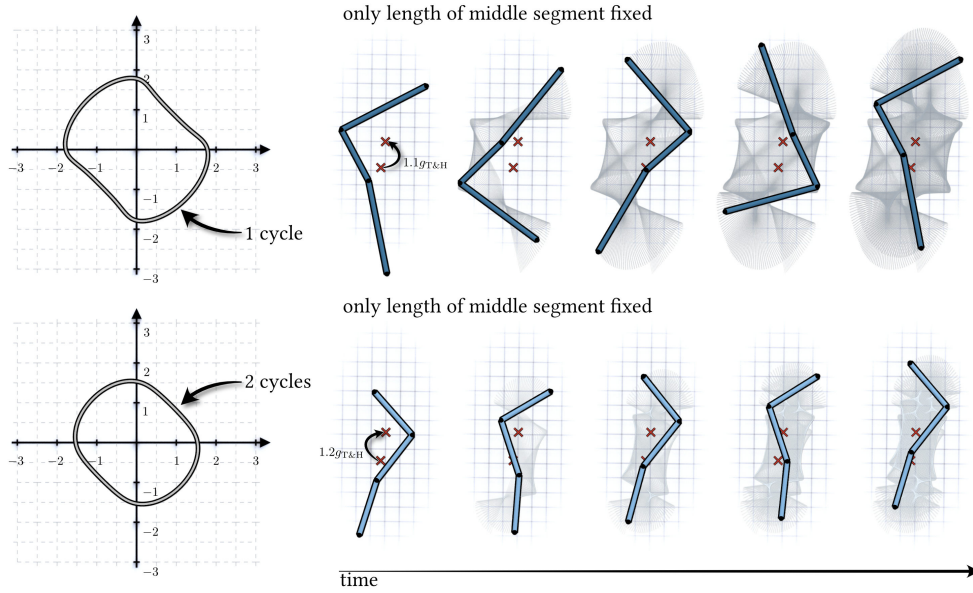 only length of middle segment fixed
3
2
1
−3 −2 −1 1 2 3
−1
−2
−3
1 cycle
1.1gT&H
only length of middle segment fixed
3
2
1
−3 −2 −1 1 2 3
−1
−2
−3
2 cycles
1.2gT&H
time